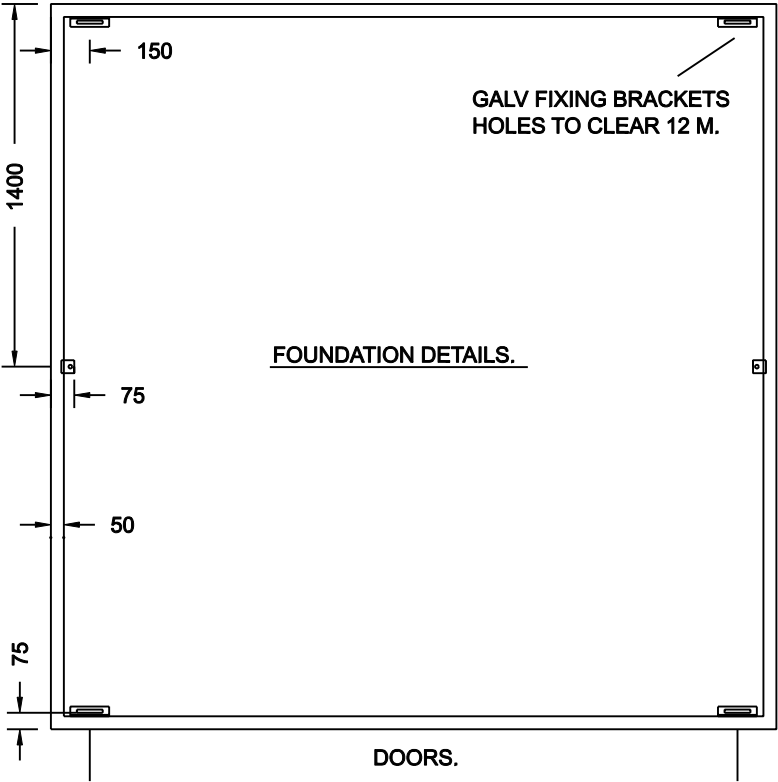 150
GALV FIXING BRACKETS
HOLES TO CLEAR 12 M.
1400
FOUNDATION DETAILS.
75
50
75
DOORS.